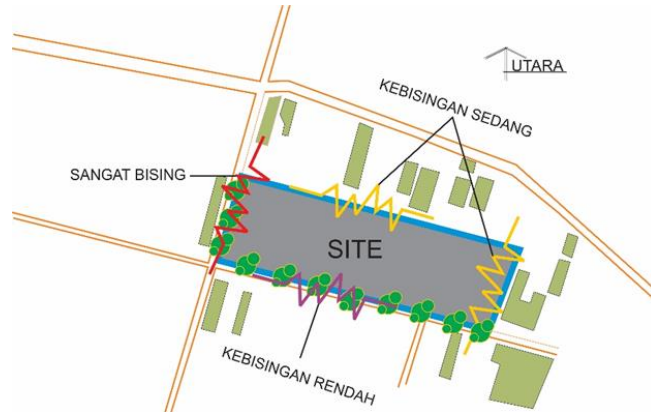 UTARA
KEBISINGAN SEDANG
SANGAT BISING
SITE
KEBISINGAN RENDAH